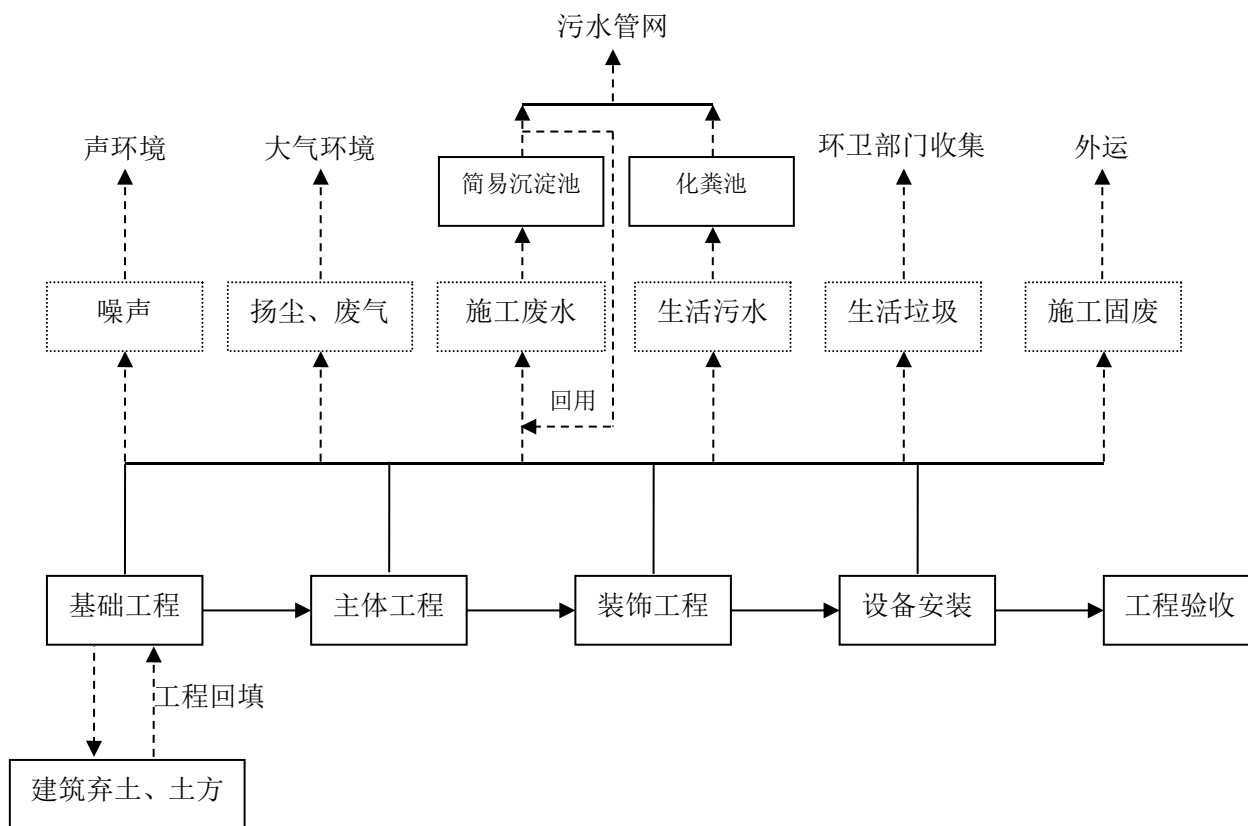 污水管网
声环境
大气环境
环卫部门收集
外运
简易沉淀池
化粪池
噪声
扬尘、废气
施工废水
生活污水
生活垃圾
施工固废
回用
基础工程
主体工程
装饰工程
设备安装
工程验收
工程回填
建筑弃土、土方